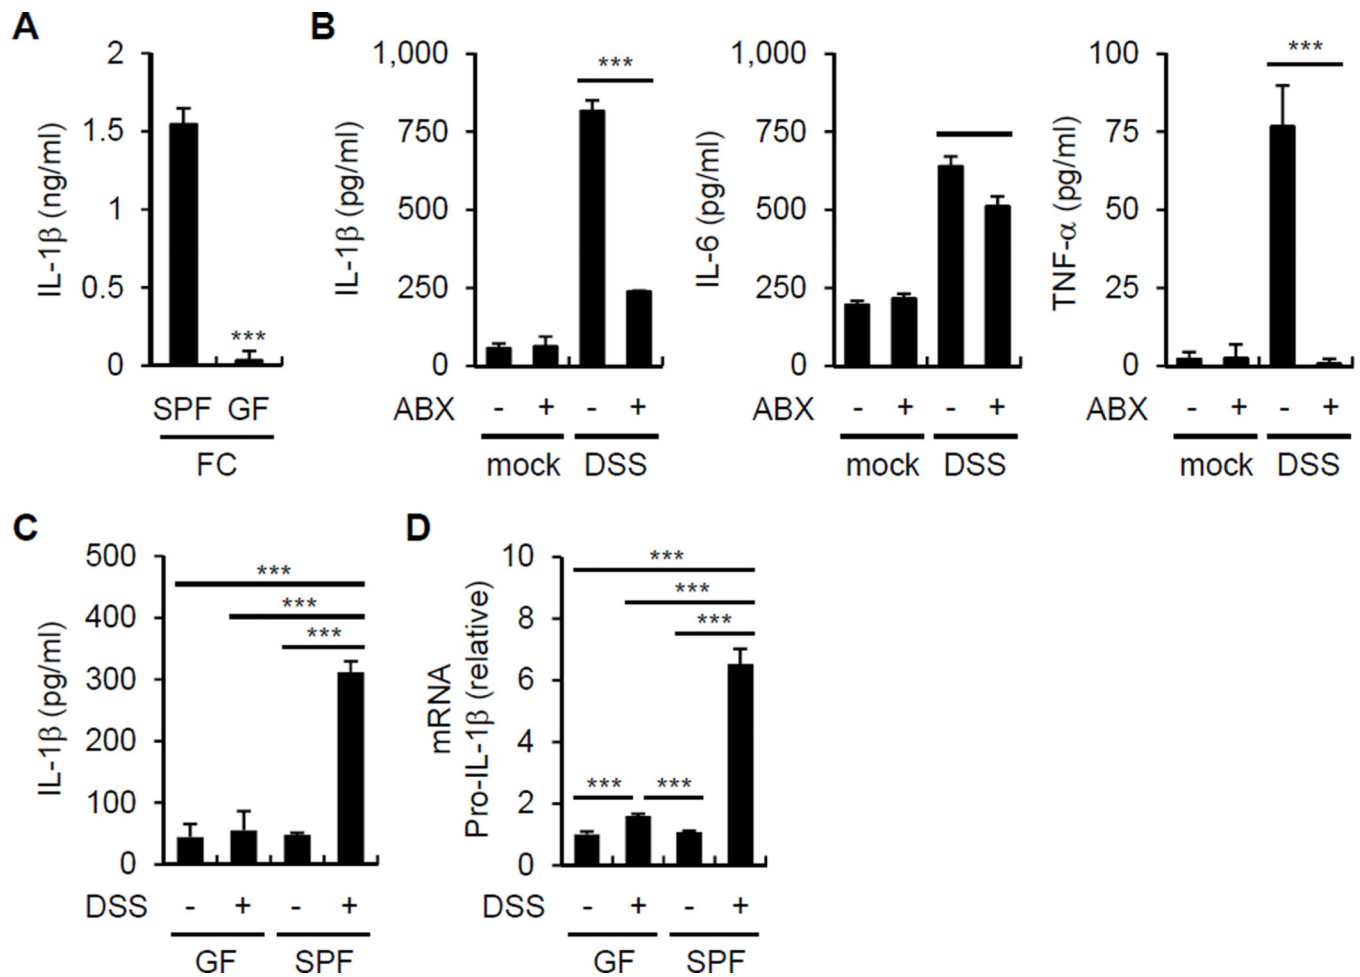 A
IL-1β (ng/ml)
2
1.5
1
0.5
0
***
SPF GF
FC
B
IL-1β (pg/ml)
1,000
750
500
250
0
***
ABX - + - +
mock DSS
IL-6 (pg/ml)
1,000
750
500
250
0
ABX - + - +
mock DSS
TNF-α (pg/ml)
100
75
50
25
0
***
ABX - + - +
mock DSS
C
IL-1β (pg/ml)
500
400
300
200
100
0
***
***
***
DSS - + - +
GF SPF
D
mRNA
Pro-IL-1β (relative)
10
8
6
4
2
0
***
***
***
*** ***
DSS - + - +
GF SPF